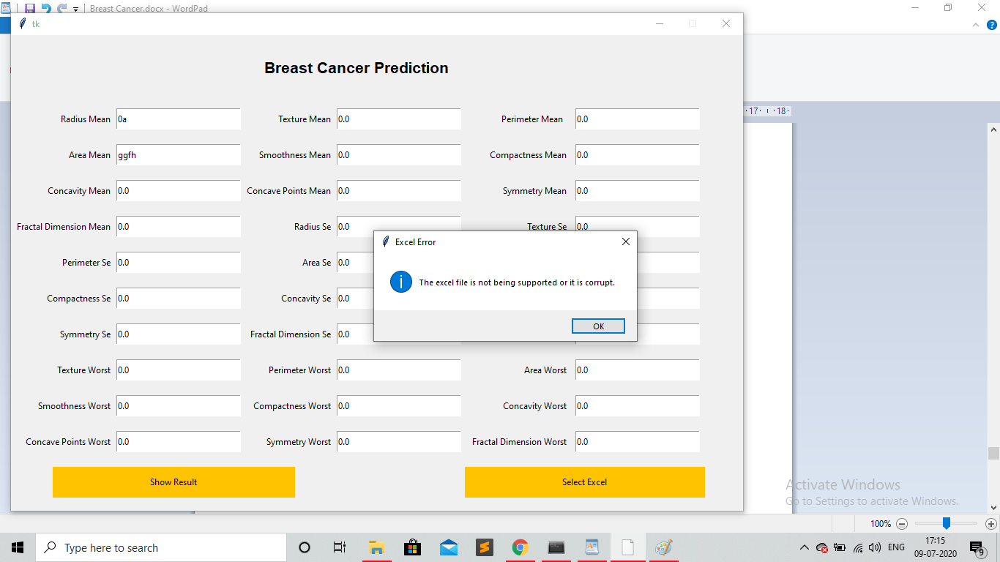 Breast Cancer.docx - WordPad
tk
Breast Cancer Prediction
17 18
Radius Mean 0a Texture Mean 0.0 Perimeter Mean 0.0
Area Mean ggfh Smoothness Mean 0.0 Compactness Mean 0.0
Concavity Mean 0.0 Concave Points Mean 0.0 Symmetry Mean 0.0
Fractal Dimension Mean 0.0 Radius Se 0.0 Texture Se 0.0
Excel Error
Perimeter Se 0.0 Area Se 0.0
The excel file is not being supported or it is corrupt.
Compactness Se 0.0 Concavity Se 0.0
OK
Symmetry Se 0.0 Fractal Dimension Se 0.0
Texture Worst 0.0 Perimeter Worst 0.0 Area Worst 0.0
Smoothness Worst 0.0 Compactness Worst 0.0 Concavity Worst 0.0
Concave Points Worst 0.0 Symmetry Worst 0.0 Fractal Dimension Worst 0.0
Show Result Select Excel
Activate Windows
Go to Settings to activate Windows.
100%
Type here to search
ENG
17:15
09-07-2020
9